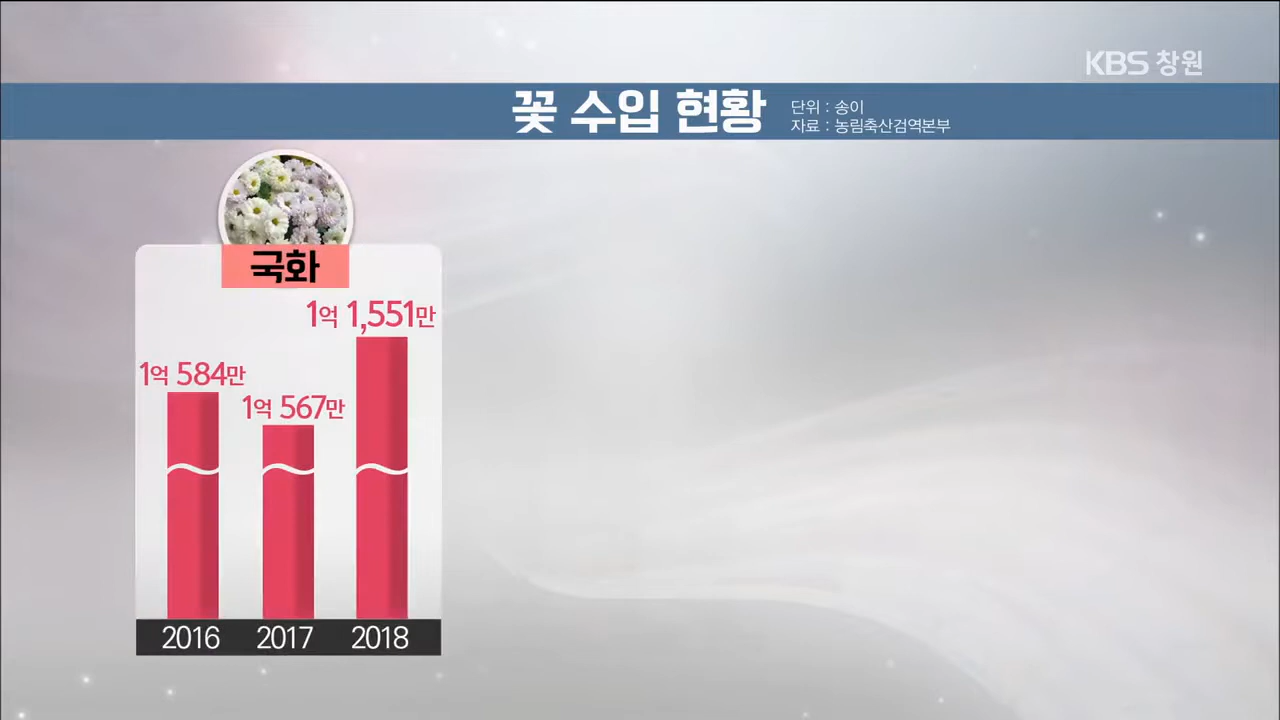 KBS 창원
꽃 수입 현황
단위 : 송이
자료 : 농림축산검역본부
국화
1억 1,551만
1억 584만
1억 567만
2016 2017 2018